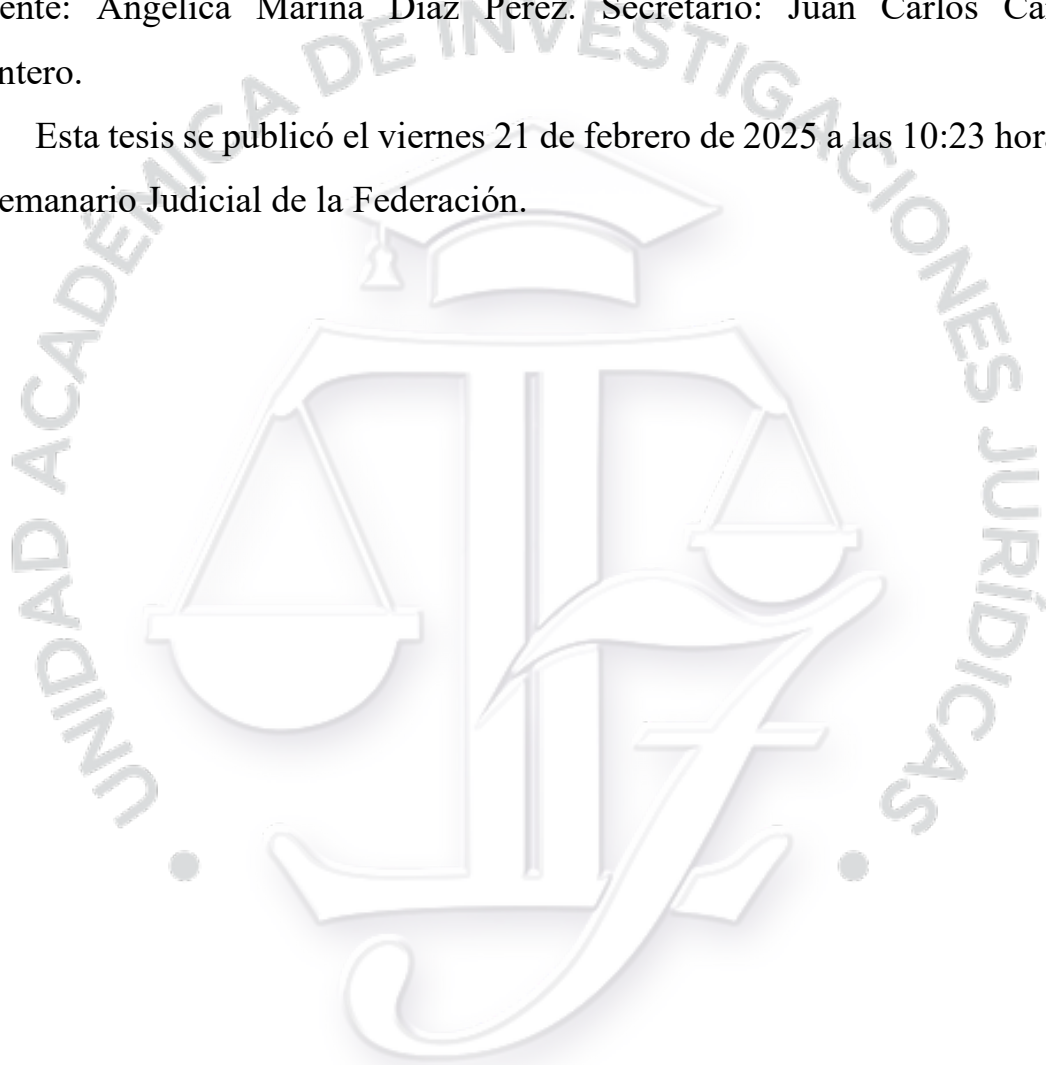 ente: Angélica Marina Díaz Pérez. Secretario: Juan Carlos Ca
ntero.
Esta tesis se publicó el viernes 21 de febrero de 2025 a las 10:23 hora
emanario Judicial de la Federación.
UNIDAD ACADÉMICA DE INVESTIGACIONES JURÍDICAS